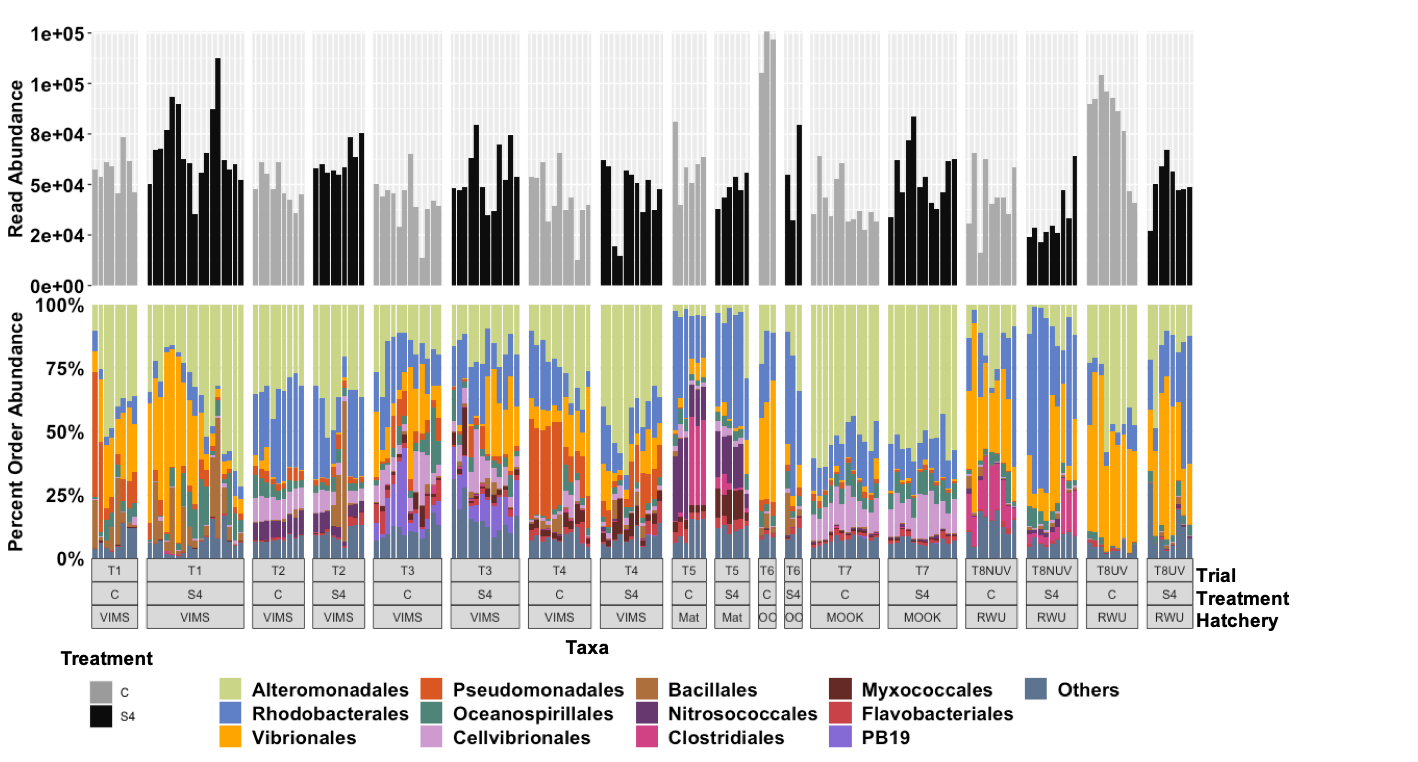 Read Abundance
1e+05
1e+05
8e+04
5e+04
2e+04
0e+00
Percent Order Abundance
100%
75%
50%
25%
0%
T1 T1 T2 T2 T3 T3 T4 T4 T5 T5 T6 T6 T7 T7 T8NUV T8NUV T8UV T8UV Trial
C S4 C S4 C S4 C S4 C S4 C S4 C S4 C S4 C S4 Treatment
VIMS VIMS VIMS VIMS VIMS VIMS VIMS VIMS Mat Mat OO OO MOOK MOOK RWU RWU RWU RWU Hatchery
Taxa
Treatment
C
S4
Alteromonadales Pseudomonadales Bacillales Myxococcales Others
Rhodobacterales Oceanospirillales Nitrosococcales Flavobacteriales
Vibrionales Cellvibrionales Clostridiales PB19